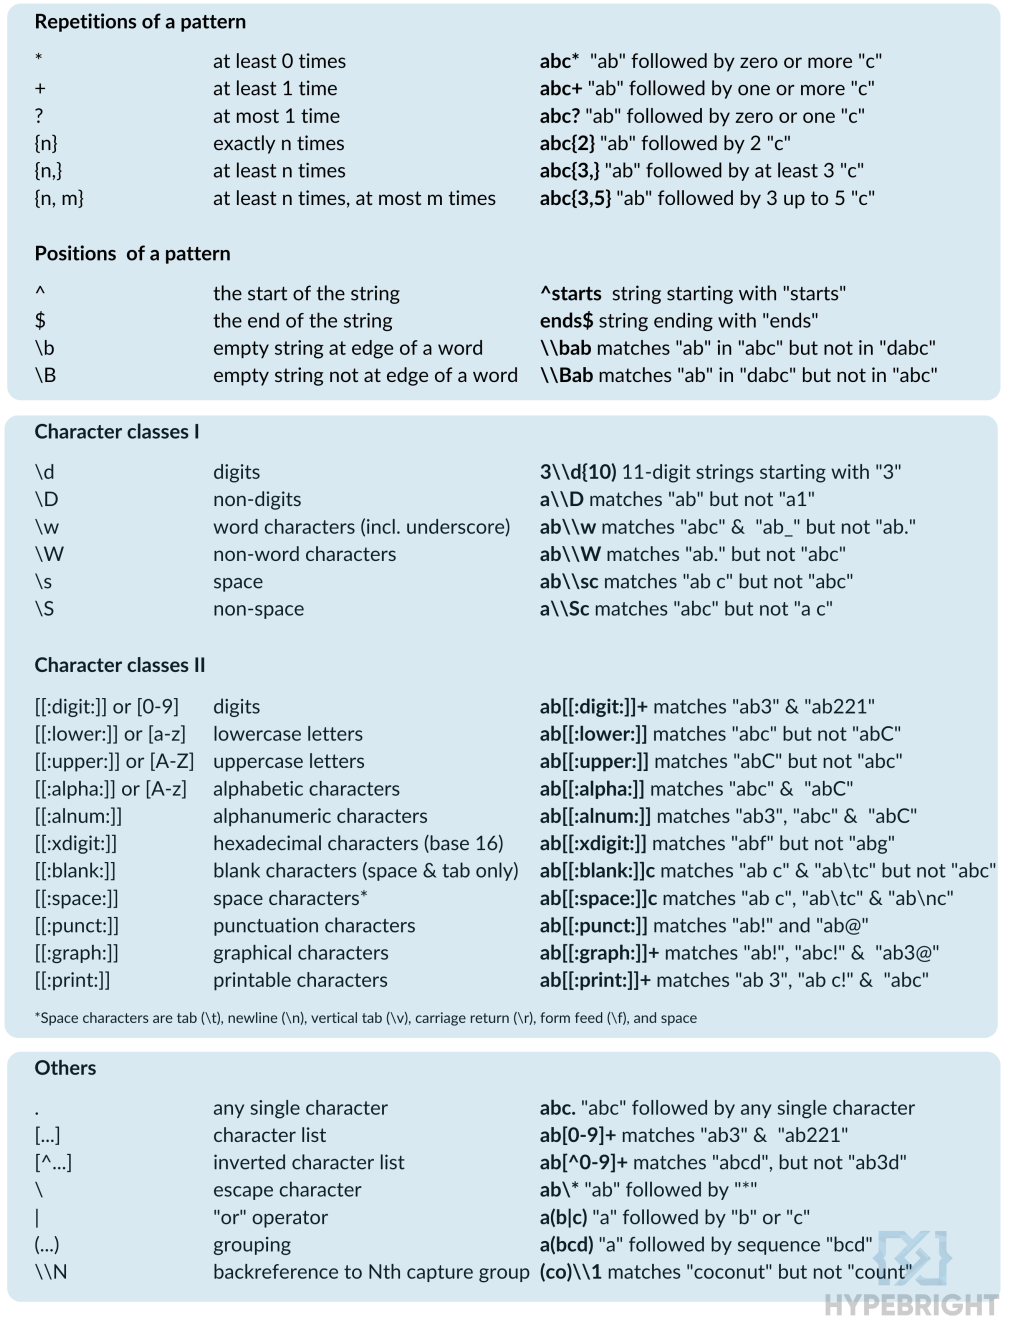 Repetitions of a pattern
* at least 0 times abc* "ab" followed by zero or more "c"
+ at least 1 time abc+ "ab" followed by one or more "c"
? at most 1 time abc? "ab" followed by zero or one "c"
{n} exactly n times abc{2} "ab" followed by 2 "c"
{n,} at least n times abc{3,} "ab" followed by at least 3 "c"
{n, m} at least n times, at most m times abc{3,5} "ab" followed by 3 up to 5 "c"
Positions of a pattern
^ the start of the string ^starts string starting with "starts"
$ the end of the string ends$ string ending with "ends"
\b empty string at edge of a word \\bab matches "ab" in "abc" but not in "dabc"
\B empty string not at edge of a word \\Bab matches "ab" in "dabc" but not in "abc"
Character classes I
\d digits 3\\d{10) 11-digit strings starting with "3"
\D non-digits a\\D matches "ab" but not "a1"
\w word characters (incl. underscore) ab\\w matches "abc" & "ab_" but not "ab."
\W non-word characters ab\\W matches "ab." but not "abc"
\s space ab\\sc matches "ab c" but not "abc"
\S non-space a\\Sc matches "abc" but not "a c"
Character classes II
[[:digit:]] or [0-9] digits ab[[:digit:]]+ matches "ab3" & "ab221"
[[:lower:]] or [a-z] lowercase letters ab[[:lower:]] matches "abc" but not "abC"
[[:upper:]] or [A-Z] uppercase letters ab[[:upper:]] matches "abC" but not "abc"
[[:alpha:]] or [A-z] alphabetic characters ab[[:alpha:]] matches "abc" & "abC"
[[:alnum:]] alphanumeric characters ab[[:alnum:]] matches "ab3", "abc" & "abC"
[[:xdigit:]] hexadecimal characters (base 16) ab[[:xdigit:]] matches "abf" but not "abg"
[[:blank:]] blank characters (space & tab only) ab[[:blank:]]c matches "ab c" & "ab\tc" but not "abc"
[[:space:]] space characters* ab[[:space:]]c matches "ab c", "ab\tc" & "ab\nc"
[[:punct:]] punctuation characters ab[[:punct:]] matches "ab!" and "ab@"
[[:graph:]] graphical characters ab[[:graph:]]+ matches "ab!", "abc!" & "ab3@"
[[:print:]] printable characters ab[[:print:]]+ matches "ab 3", "ab c!" & "abc"
*Space characters are tab (\t), newline (\n), vertical tab (\v), carriage return (\r), form feed (\f), and space
Others
. any single character abc. "abc" followed by any single character
[...] character list ab[0-9]+ matches "ab3" & "ab221"
[^...] inverted character list ab[^0-9]+ matches "abcd", but not "ab3d"
\ escape character ab\* "ab" followed by "*"
| "or" operator a(b|c) "a" followed by "b" or "c"
(...) grouping a(bcd) "a" followed by sequence "bcd"
\\N backreference to Nth capture group (co)\\1 matches "coconut" but not "count"
HYPEBRIGHT